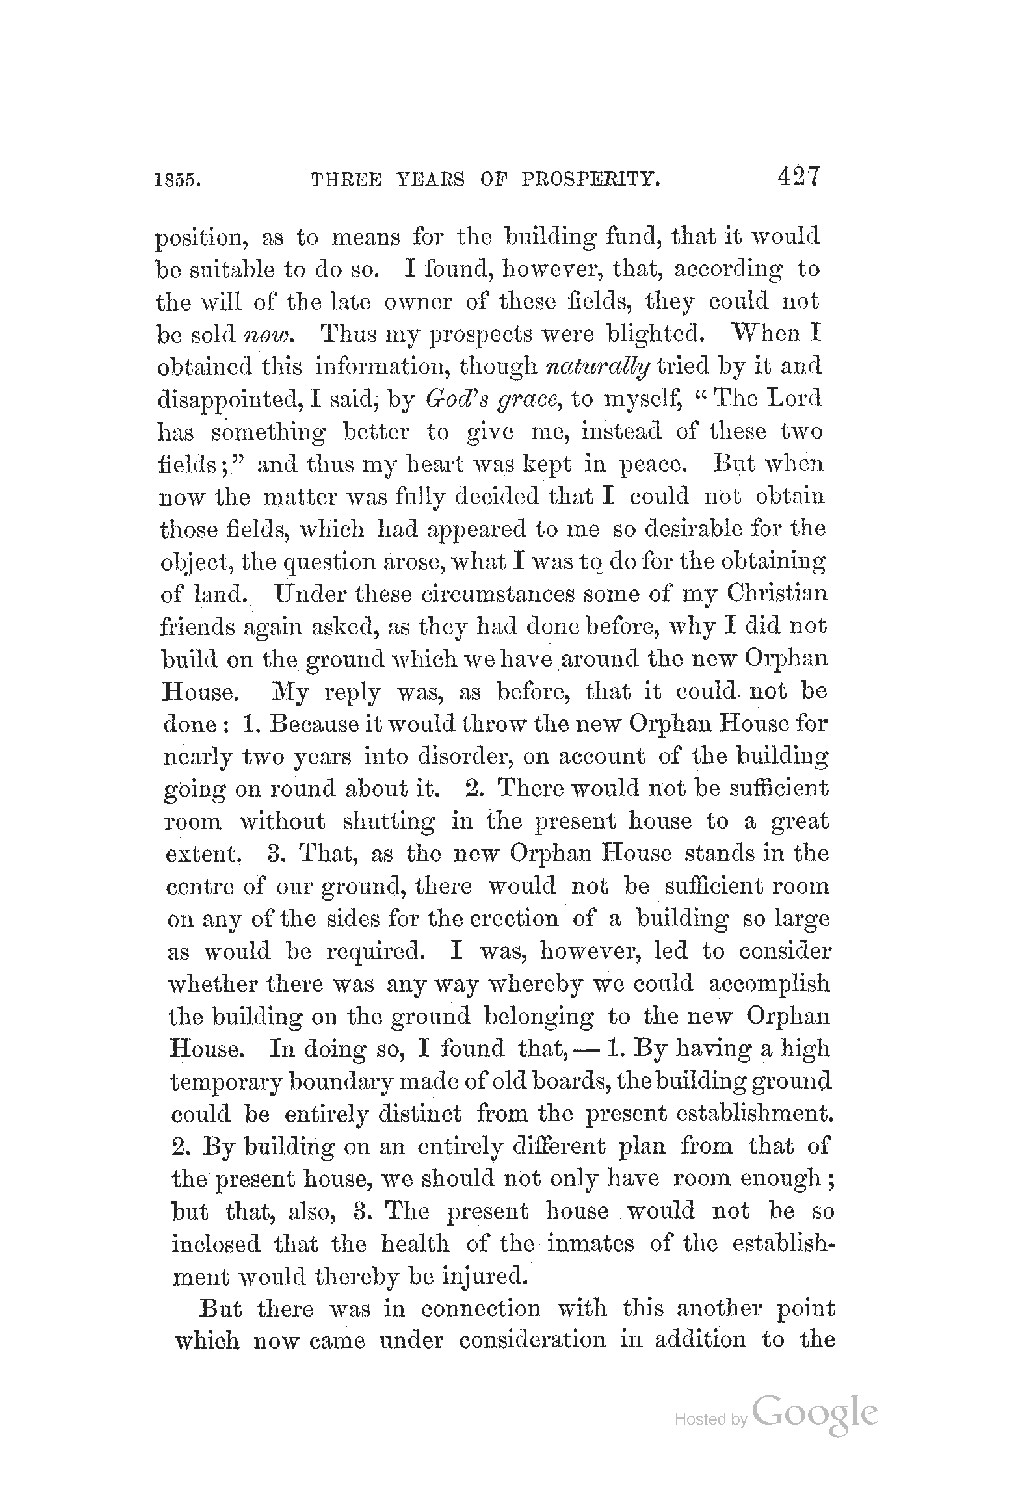 1855. THREE YEARS OF PROSPERITY. 427
position, as to means for the building fund, that it would
be suitable to do so. I found, however, that, according to
the will of the late owner of these fields, they could not
be sold now. Thus my prospects were blighted. When I
obtained this information, though naturally tried by it and
disappointed, I said, by God's grace, to myself, “The Lord
has something better to give me, instead of these two
fields;” and thus my heart was kept in peace. But when
now the matter was fully decided that I could not obtain
those fields, which had appeared to me so desirable for the
object, the question arose, what I was to do for the obtaining
of land. Under these circumstances some of my Christian
friends again asked, as they had done before, why I did not
build on the ground which we have around the new Orphan
House. My reply was, as before, that it could not be
done: 1. Because it would throw the new Orphan House for
nearly two years into disorder, on account of the building
going on round about it. 2. There would not be sufficient
room without shutting in the present house to a great
extent. 3. That, as the new Orphan House stands in the
centre of our ground, there would not be sufficient room
on any of the sides for the erection of a building so large
as would be required. I was, however, led to consider
whether there was any way whereby we could accomplish
the building on the ground belonging to the new Orphan
House. In doing so, I found that,— 1. By having a high
temporary boundary made of old boards, the building ground
could be entirely distinct from the present establishment.
2. By building on an entirely different plan from that of
the present house, we should not only have room enough;
but that, also, 3. The present house would not be so
inclosed that the health of the inmates of the establish-
ment would thereby be injured.
But there was in connection with this another point
which now came under consideration in addition to the
Hosted by Google